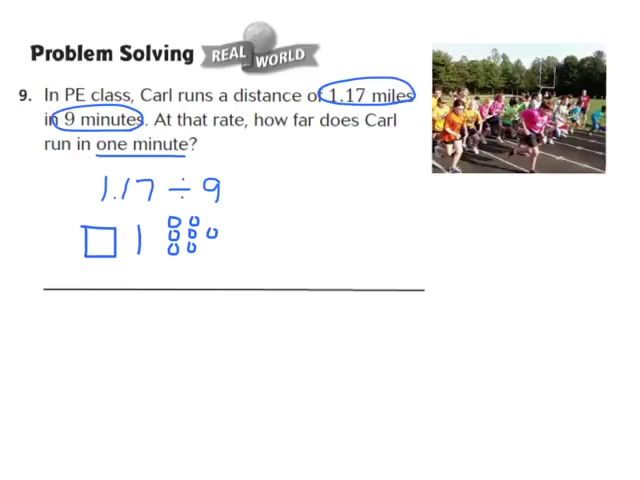 Problem Solving REAL WORLD
9. In PE class, Carl runs a distance of 1.17 miles
in 9 minutes. At that rate, how far does Carl
run in one minute?
1.17 ÷ 9